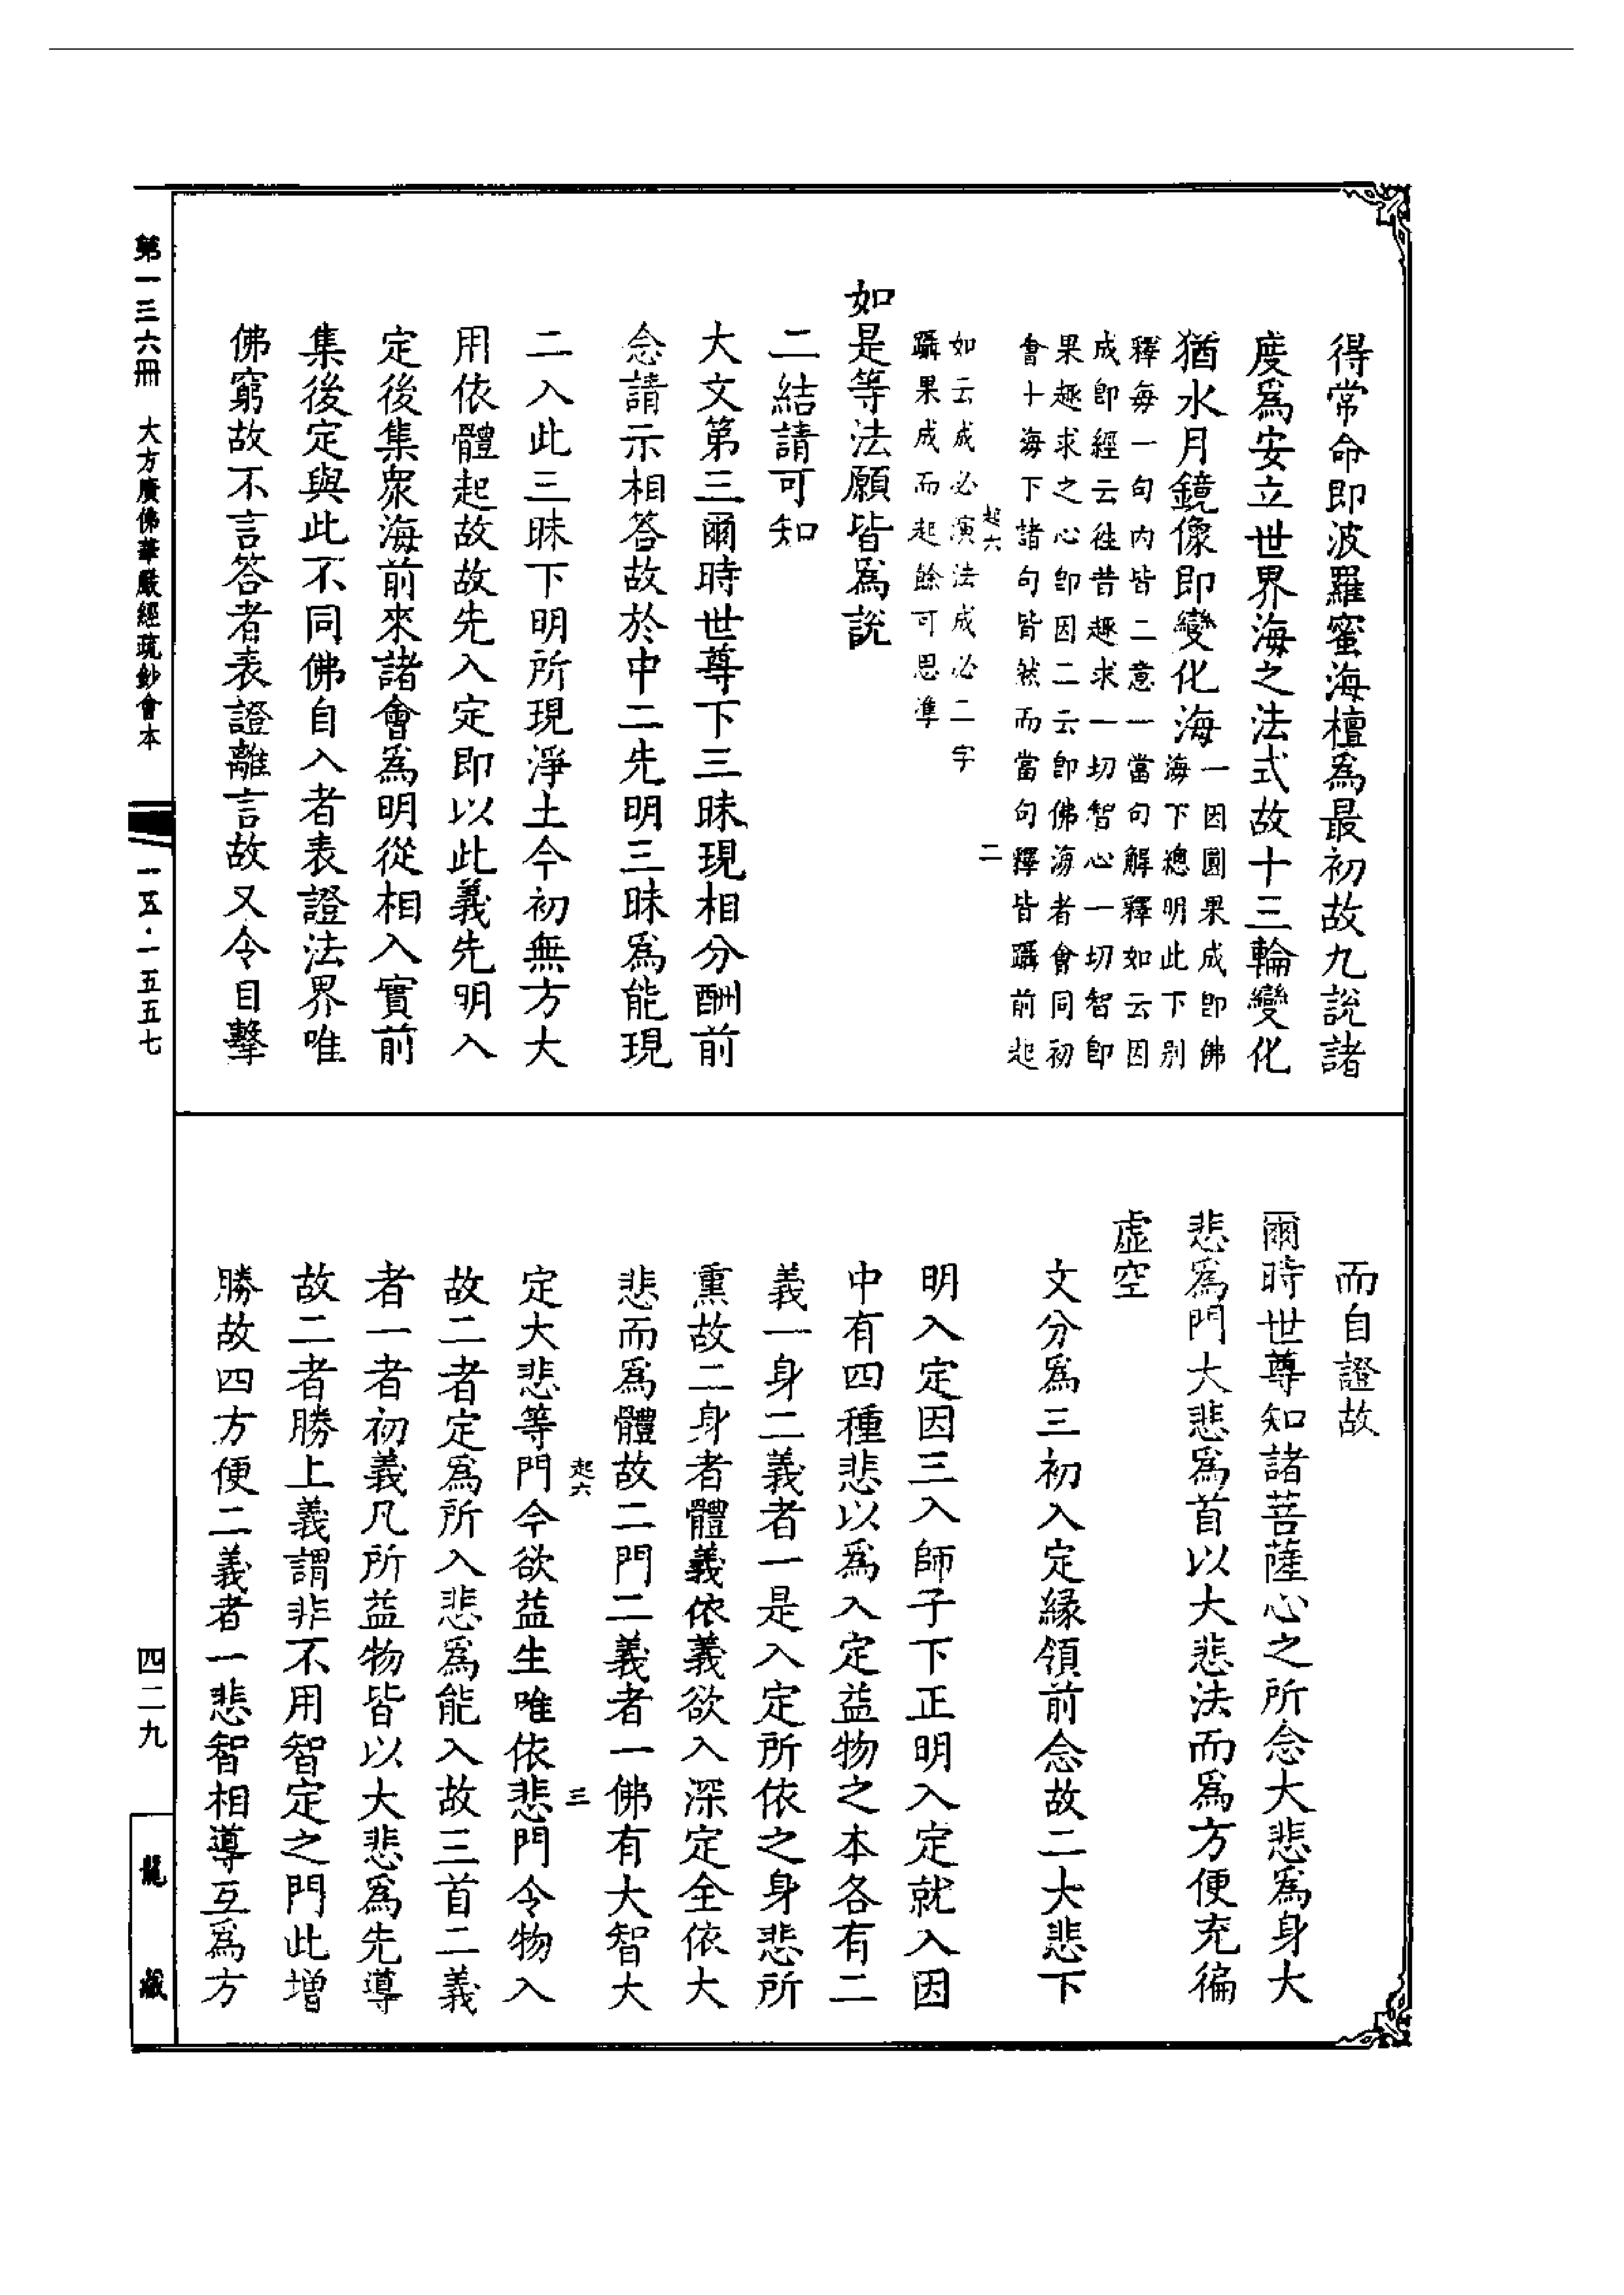 得常命即波羅蜜海檀爲最初故九說諸
度爲安立世界海之法式故十三輪變化
猶水月鏡像即變化海一因圓果成即佛
海下總明此下別
釋每一句内皆二意一當句解釋如云因
成即經云往昔趣求一切智心一切智即
果趣求之心即因二云即佛海者會同初
會十海下諸句皆然而當句釋皆躡前起
起六 二
如云成必演法成必二字
躡果成而起餘可思準
如是等法願皆爲說
二結請可知
大文第三爾時世尊下三昧現相分酬前
念請示相答故於中二先明三昧爲能現
二入此三昧下明所現淨土今初無方大
用依體起故故先入定即以此義先明入
定後集衆海前來諸會爲明從相入實前
集後定與此不同佛自入者表證法界唯
佛窮故不言答者表證離言故又令目擊
而自證故
爾時世尊知諸菩薩心之所念大悲爲身大
悲爲門大悲爲首以大悲法而爲方便充徧
虛空
文分爲三初入定緣領前念故二大悲下
明入定因三入師子下正明入定就入因
中有四種悲以爲入定益物之本各有二
義一身二義者一是入定所依之身悲所
熏故二身者體義依義欲入深定全依大
悲而爲體故二門二義者一佛有大智大
起六 三
定大悲等門今欲益生唯依悲門令物入
故二者定爲所入悲爲能入故三首二義
者一者初義凡所益物皆以大悲爲先導
故二者勝上義謂非不用智定之門此增
勝故四方便二義者一悲智相導互爲方
第一三六冊 大方廣佛華嚴經疏鈔會本 一五·一五五七
四二九
龍藏